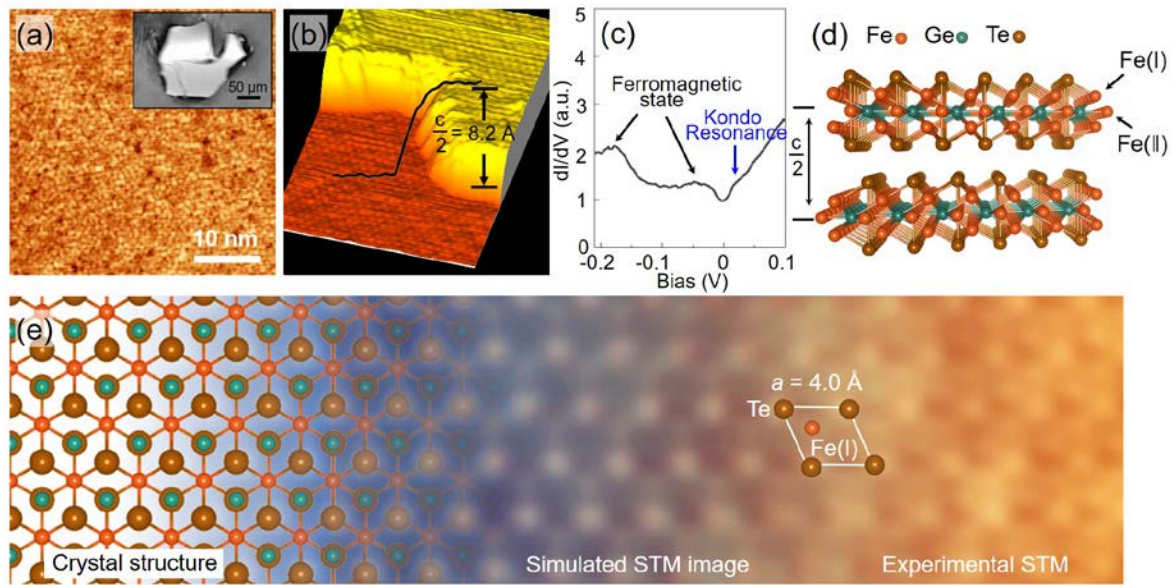 (a)
50 μm
10 nm
(b)
c/2 = 8.2 Å
(c)
dI/dV (a.u.)
5
4
3
2
1
0
-0.2
-0.1
0
0.1
Bias (V)
Ferromagnetic
state
Kondo
Resonance
(d)
Fe Ge Te
Fe(I)
Fe(II)
c/2
(e)
a = 4.0 Å
Te
Fe(I)
Crystal structure
Simulated STM image
Experimental STM